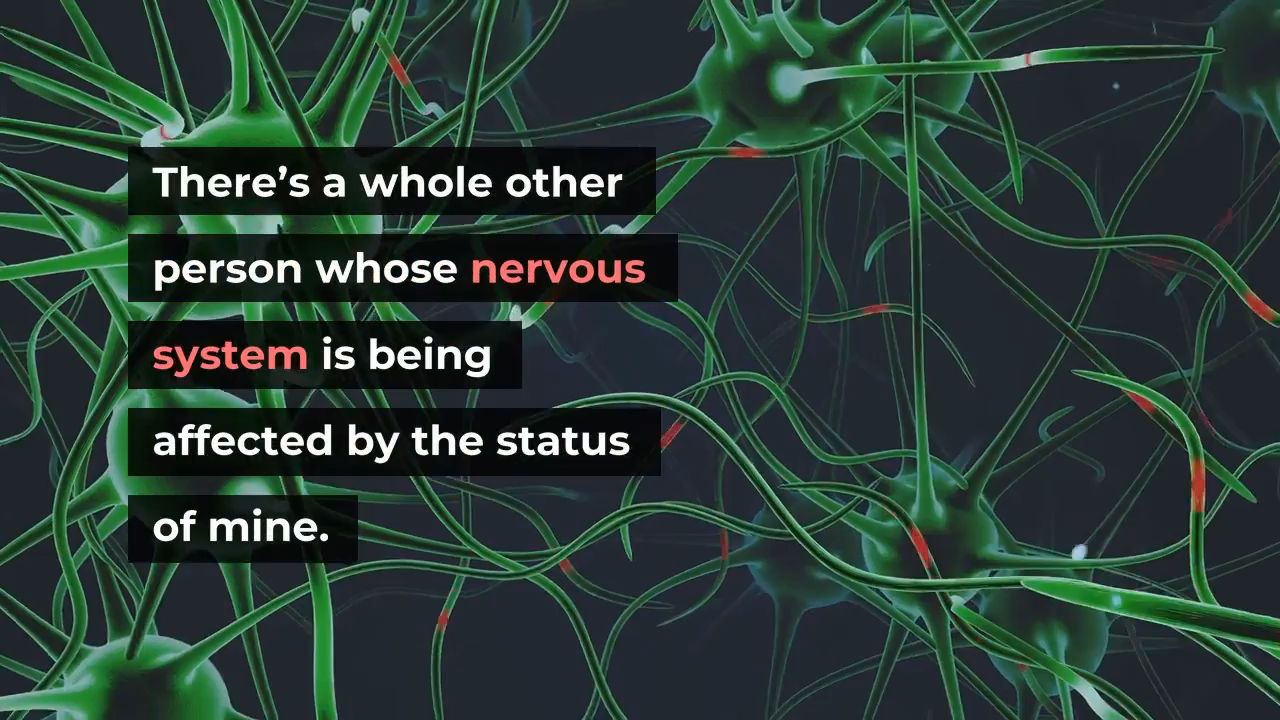 There’s a whole other
person whose nervous
system is being
affected by the status
of mine.